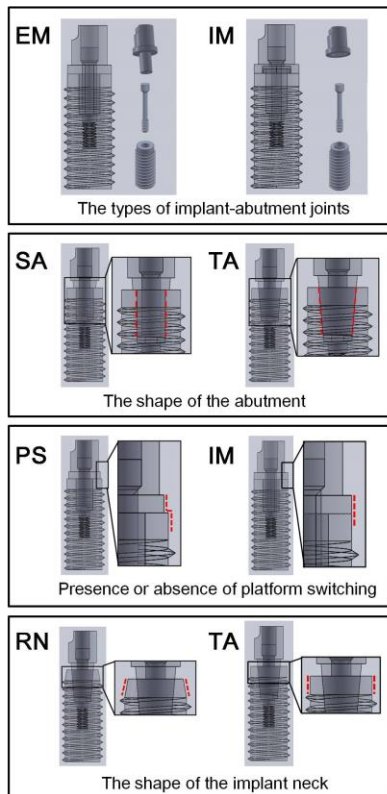 EM IM
The types of implant-abutment joints
SA TA
The shape of the abutment
PS IM
Presence or absence of platform switching
RN TA
The shape of the implant neck